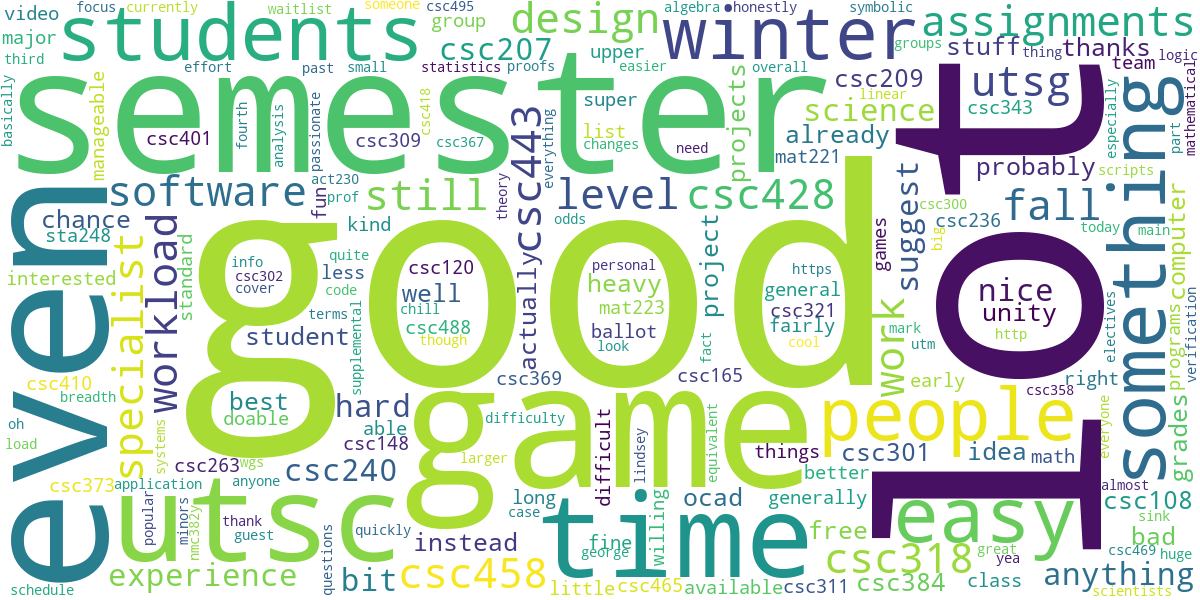 video
focus
currently
waitlist
someone
csc495
group
design
algebra
honestly
symbolic
assignments
major
students
csc207
upper
winter
groups
stuff
thing
thanks
third
effort
past
small
statistics
proofs
easier
overall
csc209
utsg
team
logic
semester
basically
manageable
csc401
fourth
analysis
passionate
csc309
csc418
csc367
super
list
changes
need
projects
linear
science
csc343
already
mat221
lot
especially
part
mathematical
everything
csc443
probably
scripts
even
software
act230
prof
fun
still
theory
level
csc428
suggest
csc300
csc236
fall
today
main
something
chance
sta248
workload
specialist
standard
kind
odds
games
big
interested
good
info
csc302
cover
quite
less
code
csc120
well
chill
csc488
though
actually
personal
heavy
mat223
ballot
look
project
https
general
csc321
fairly
cool
nice
unity
http
computer
programs
verification
electives
terms
student
supplemental
fact
work
mark
utm
csc410
breadth
best
doable
hard
able
csc148
csc369
csc165
early
right
csc358
load
oh
game
difficulty
people
grades
everyone
csc263
wgs
systems
csc240
anyone
larger
difficult
lindsey
equivalent
things
csc301
idea
math
better
csc373
application
utsc
popular
minors
nmc382y
thank
guest
long
case
time
ocad
generally
almost
csc108
easy
sink
bad
questions
quickly
instead
fine
george
willing
free
csc318
great
yea
csc469
huge
schedule
experience
bit
csc458
little
csc465
available
csc311
csc384
class
anything
scientists